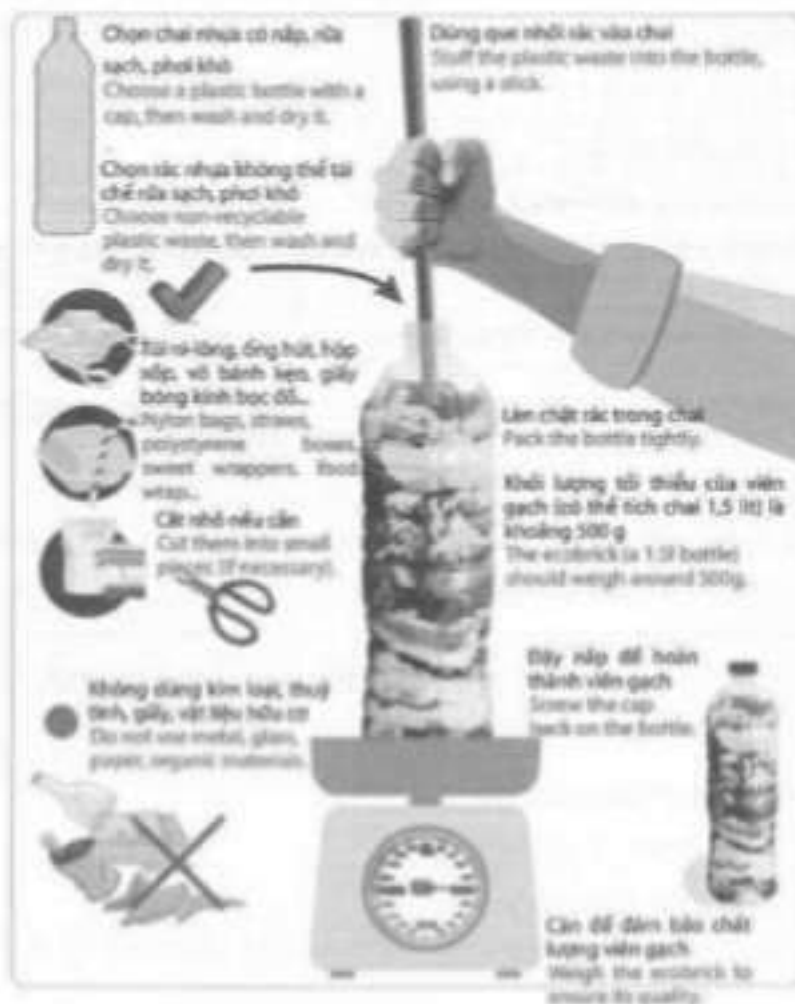 Chọn chai nhựa có nắp, rửa
sạch, phơi khô
Choose a plastic bottle with a
cap, then wash and dry it.
Chọn rác nhựa không thể tái
chế rửa sạch, phơi khô
Choose non-recyclable
plastic waste, then wash and
dry it.
Túi ni-lông, ống hút, hộp
xốp, vỏ bánh kẹo, giấy
bóng kính bọc đồ...
Nylon bags, straws,
polystyrene boxes,
sweet wrappers, food
wrap...
Cắt nhỏ nếu cần
Cut them into small
pieces (if necessary).
Không dùng kim loại, thuỷ
tinh, giấy, vật liệu hữu cơ
Do not use metal, glass,
paper, organic materials.
Dùng que nhồi rác vào chai
Stuff the plastic waste into the bottle,
using a stick.
Làm chặt rác trong chai
Pack the bottle tightly.
Khối lượng tối thiểu của viên
gạch (có thể tích chai 1,5 lít) là
khoảng 500 g
The ecobrick (a 1.5l bottle)
should weigh around 500g.
Đậy nắp để hoàn
thành viên gạch
Screw the cap
back on the bottle.
Cân để đảm bảo chất
lượng viên gạch
Weigh the ecobrick to
ensure its quality.